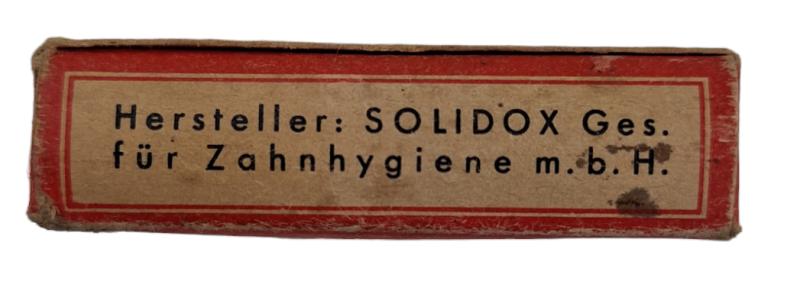 Hersteller: SOLIDOX Ges.
für Zahnhygiene m.b.H.